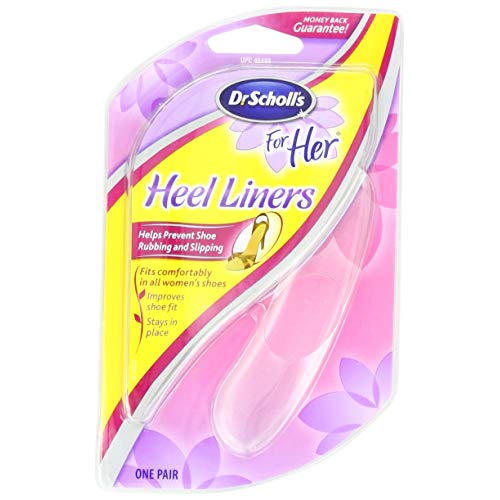 MONEY BACK
Guarantee!
Dr Scholl's
For Her
Heel Liners
Helps Prevent Shoe
Rubbing and Slipping
Fits comfortably
in all women's shoes
Improves
shoe fit
Stays in
place
ONE PAIR